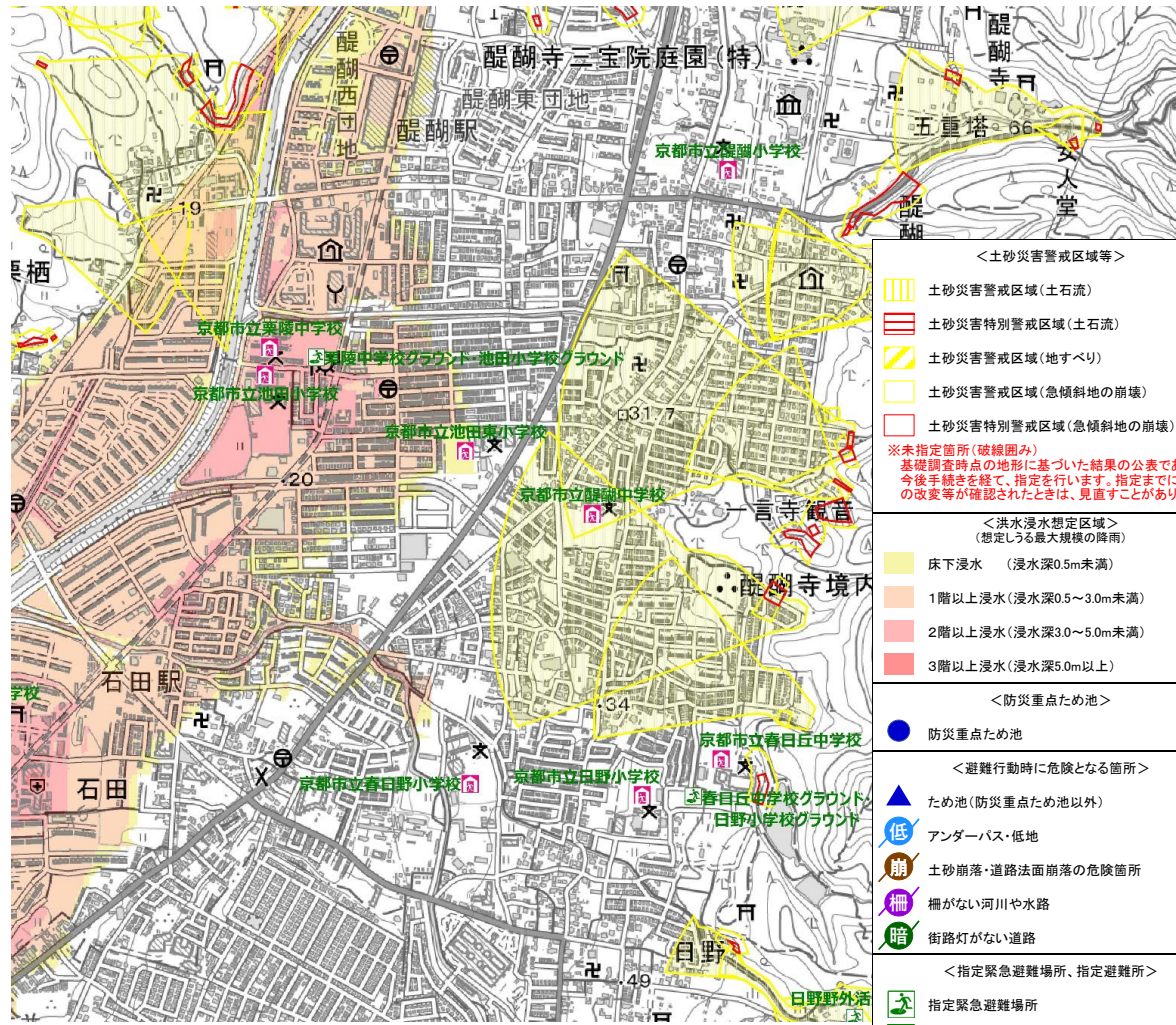 醍醐西団地
醍醐寺三宝院庭園(特)
醍醐東団地
醍醐駅
醍醐寺
五重塔
66
女人堂
京都市立醍醐小学校
醍醐
19
栗栖
京都市立栗陵中学校
栗陵中学校グラウンド・池田小学校グラウンド
京都市立池田小学校
31
7
京都市立池田東小学校
20
京都市立醍醐中学校
一言寺観音
醍醐寺境内
石田駅
学校
34
京都市立春日丘中学校
石田
京都市立春日野小学校
京都市立日野小学校
春日丘中学校グラウンド・
日野小学校グラウンド
日野
49
日野野外活
<土砂災害警戒区域等>
土砂災害警戒区域(土石流)
土砂災害特別警戒区域(土石流)
土砂災害警戒区域(地すべり)
土砂災害警戒区域(急傾斜地の崩壊)
土砂災害特別警戒区域(急傾斜地の崩壊)
※未指定箇所(破線囲み)
基礎調査時点の地形に基づいた結果の公表であ
今後手続きを経て、指定を行います。指定までに
の改変等が確認されたときは、見直すことがあり
<洪水浸水想定区域>
(想定しうる最大規模の降雨)
床下浸水 (浸水深0.5m未満)
1階以上浸水(浸水深0.5~3.0m未満)
2階以上浸水(浸水深3.0~5.0m未満)
3階以上浸水(浸水深5.0m以上)
<防災重点ため池>
防災重点ため池
<避難行動時に危険となる箇所>
ため池(防災重点ため池以外)
低 アンダーパス・低地
崩 土砂崩落・道路法面崩落の危険箇所
柵 柵がない河川や水路
暗 街路灯がない道路
<指定緊急避難場所、指定避難所>
指定緊急避難場所